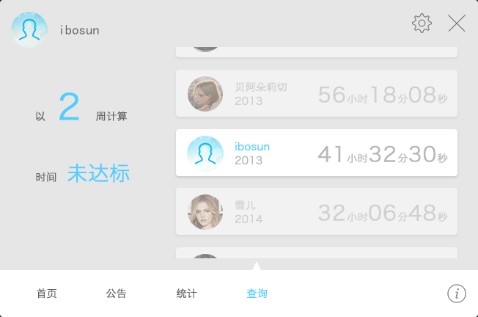 ibosun
以 2 周计算
时间 未达标
贝阿朵莉切
2013
56小时18分08秒
ibosun
2013
41小时32分30秒
蕾儿
2014
32小时06分48秒
首页 公告 统计 查询